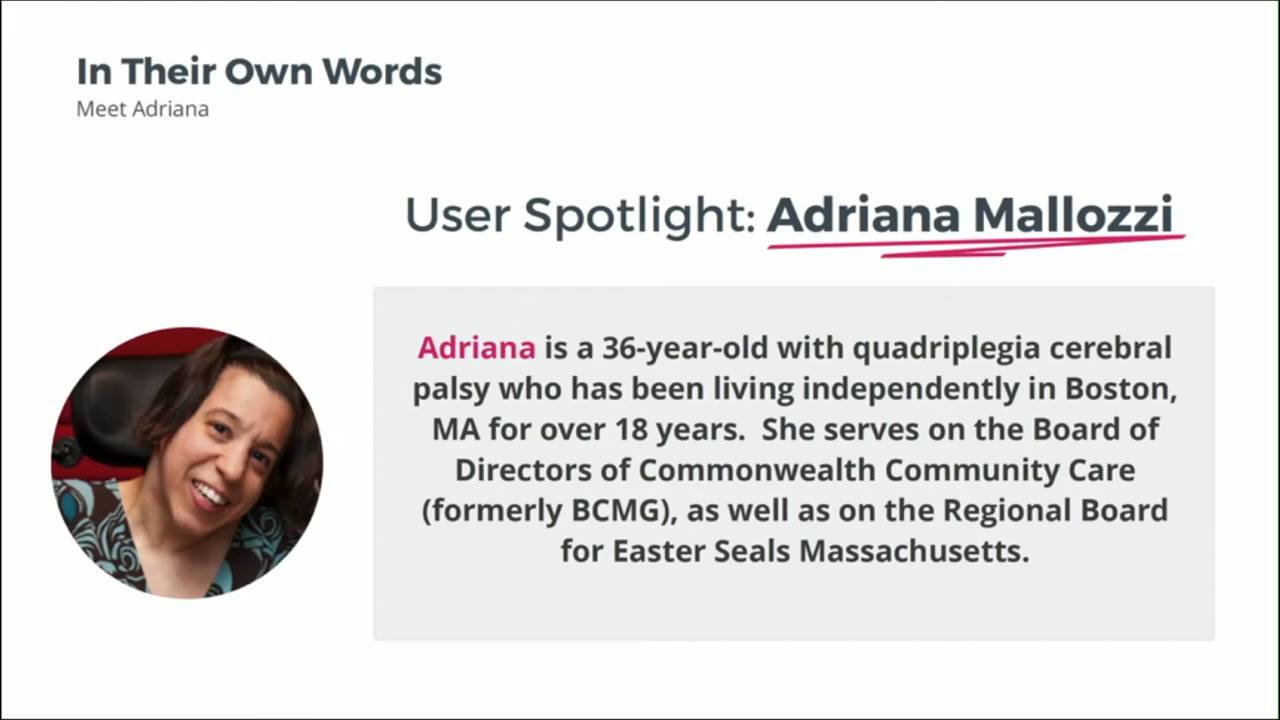 In Their Own Words
Meet Adriana
User Spotlight: Adriana Mallozzi
Adriana is a 36-year-old with quadriplegia cerebral
palsy who has been living independently in Boston,
MA for over 18 years.  She serves on the Board of
Directors of Commonwealth Community Care
(formerly BCMG), as well as on the Regional Board
for Easter Seals Massachusetts.